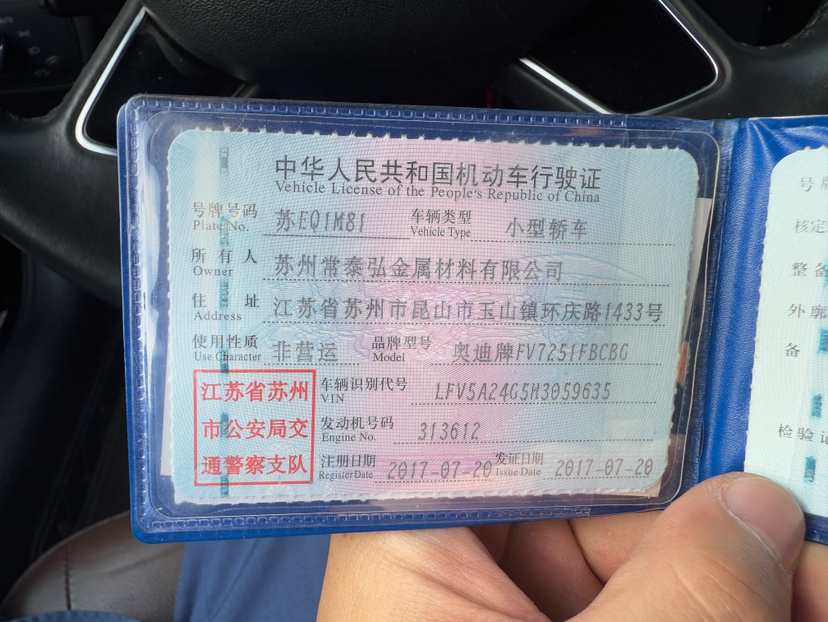 中华人民共和国机动车行驶证
Vehicle License of the People's Republic of China
号牌号码 苏EQ1M81 车辆类型 小型轿车
Plate No. Vehicle Type
所有人 苏州常泰弘金属材料有限公司
Owner
住址 江苏省苏州市昆山市玉山镇环庆路1433号
Address
使用性质 非营运 品牌型号 奥迪牌FV7251FBCBG
Use Character Model
江苏省苏州
市公安局交
通警察支队
车辆识别代号 LFV5A24G5H3059635
VIN
发动机号码 313612
Engine No.
注册日期 2017-07-20 发证日期 2017-07-20
Register Date Issue Date
号牌
核定
整备
外廓
备
检验记